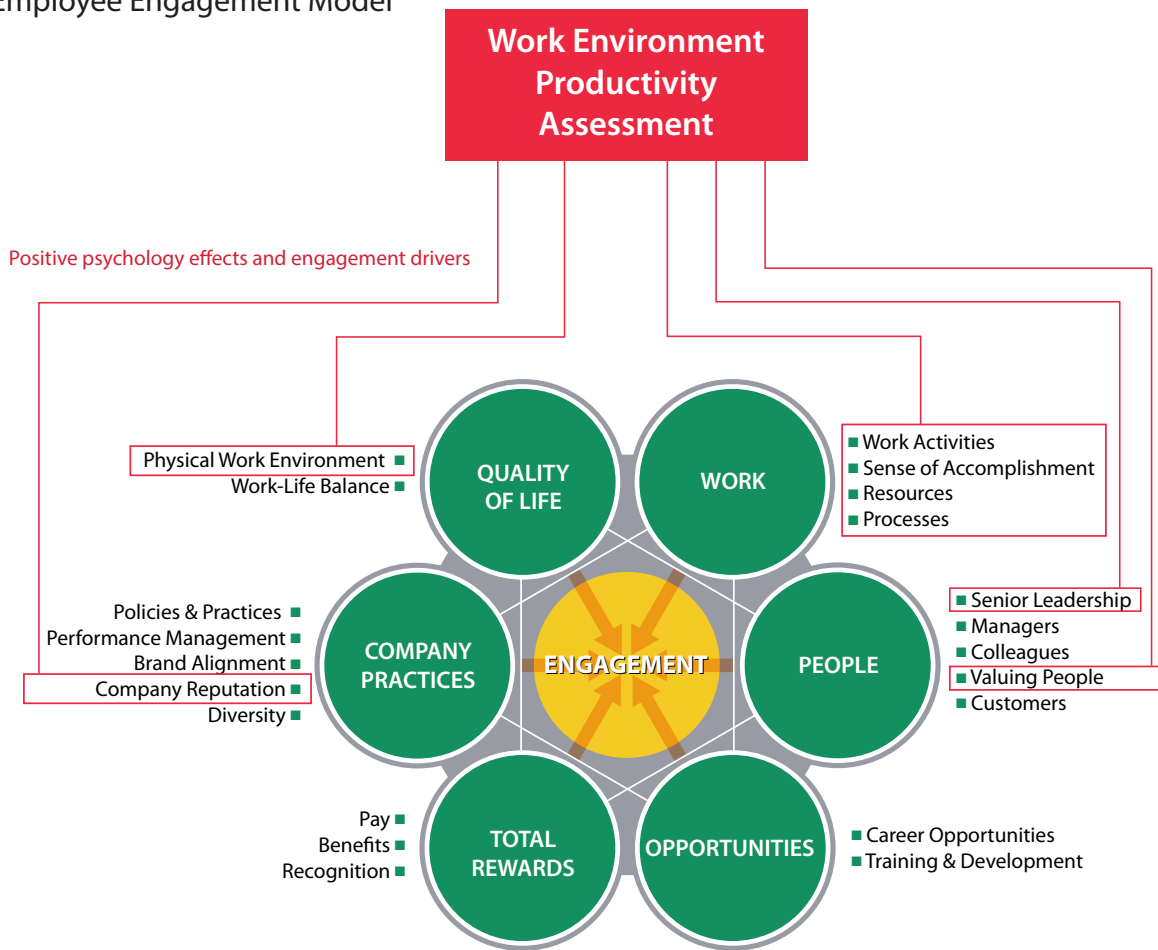 Employee Engagement Model
Work Environment
Productivity
Assessment
Positive psychology effects and engagement drivers
Physical Work Environment
Work-Life Balance
QUALITY
OF LIFE
WORK
Work Activities
Sense of Accomplishment
Resources
Processes
Policies & Practices
Performance Management
Brand Alignment
Company Reputation
Diversity
COMPANY
PRACTICES
ENGAGEMENT
PEOPLE
Senior Leadership
Managers
Colleagues
Valuing People
Customers
Pay
Benefits
Recognition
TOTAL
REWARDS
OPPORTUNITIES
Career Opportunities
Training & Development